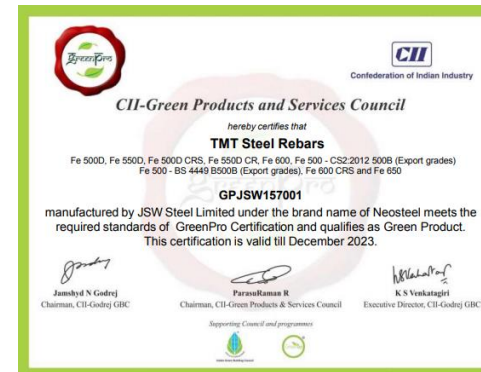 GreenPro
CII
Confederation of Indian Industry
CII-Green Products and Services Council
hereby certifies that
TMT Steel Rebars
Fe 500D, Fe 550D, Fe 500D CRS, Fe 550D CR, Fe 600, Fe 500 - CS2:2012 500B (Export grades)
Fe 500 - BS 4449 B500B (Export grades), Fe 600 CRS and Fe 650
GreenPro
GPJSW157001
manufactured by JSW Steel Limited under the brand name of Neosteel meets the
required standards of GreenPro Certification and qualifies as Green Product.
This certification is valid till December 2023.
Jamshyd N Godrej
ParasuRaman R
K S Venkatagiri
Chairman, CII-Godrej GBC
Chairman, CII-Green Products & Services Council
Executive Director, CII-Godrej GBC
Supporting Council and programmes